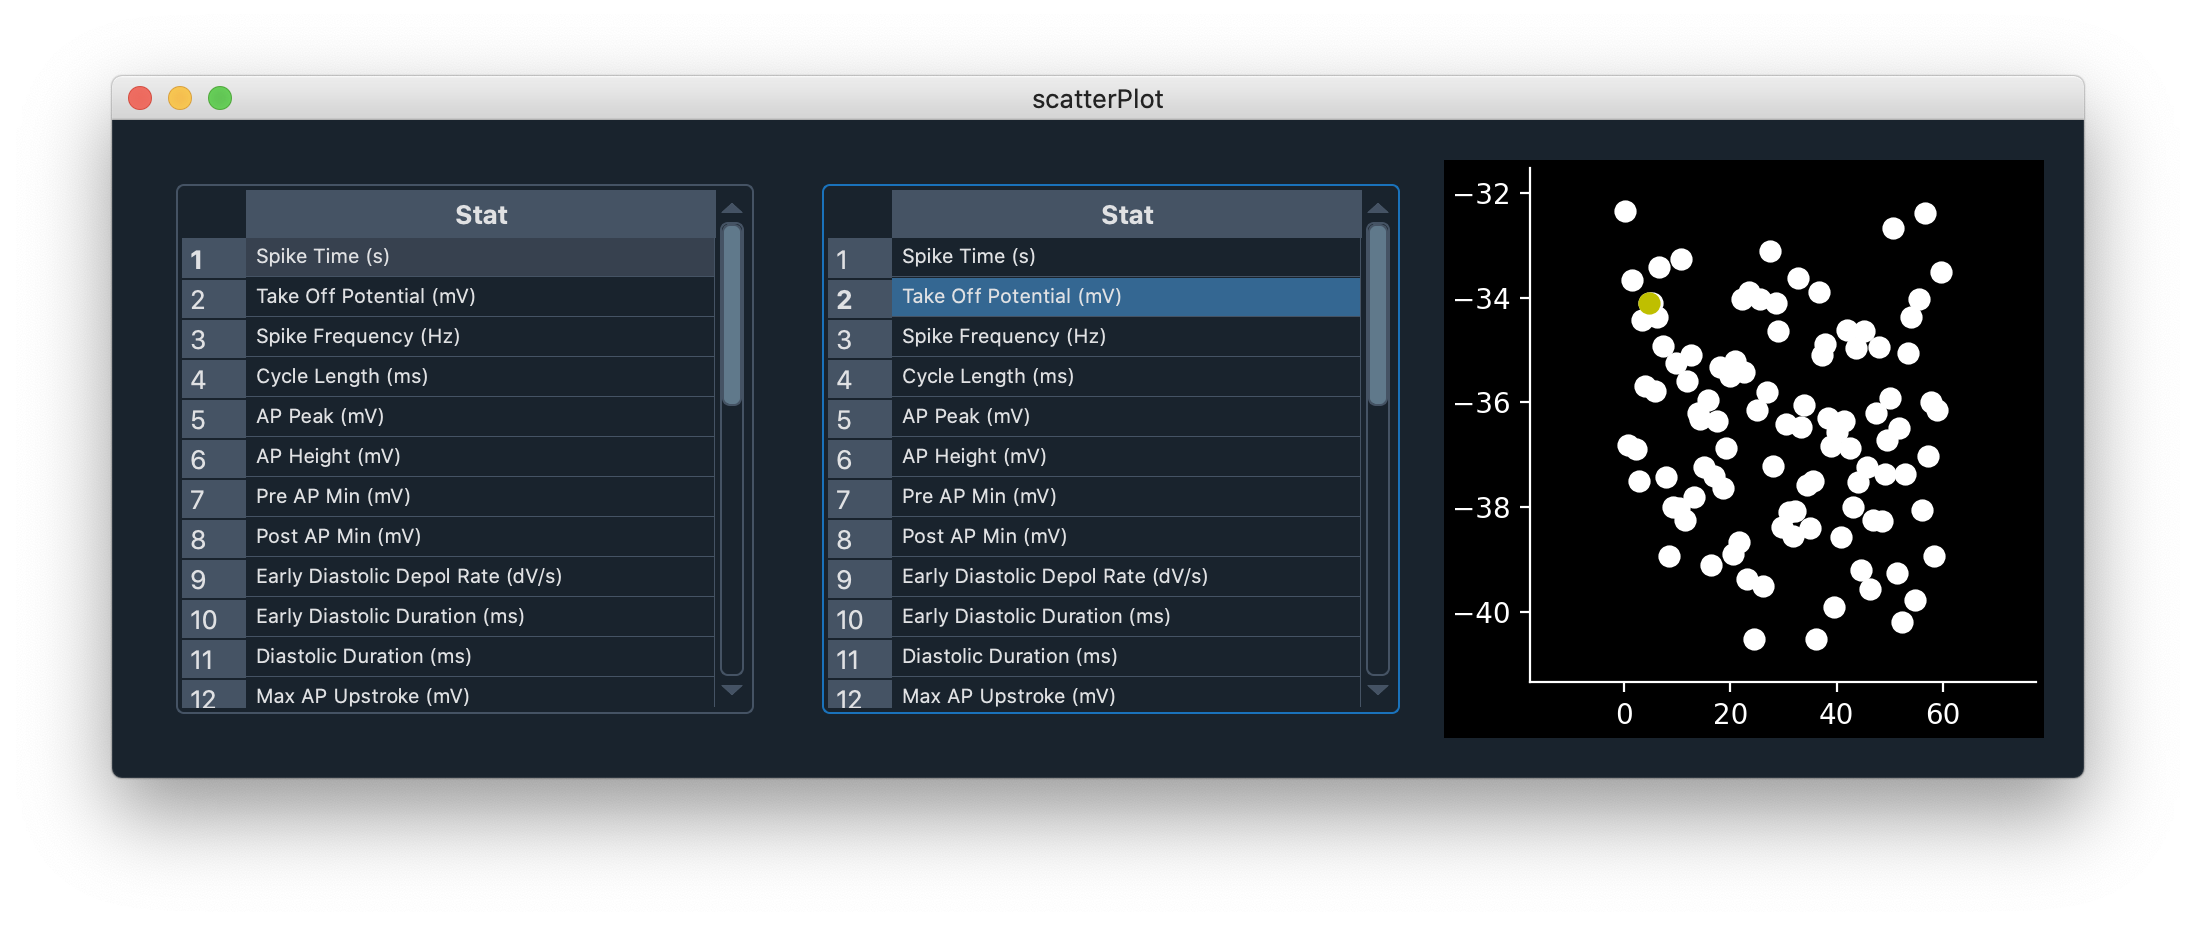 scatterPlot
Stat
1 Spike Time (s)
2 Take Off Potential (mV)
3 Spike Frequency (Hz)
4 Cycle Length (ms)
5 AP Peak (mV)
6 AP Height (mV)
7 Pre AP Min (mV)
8 Post AP Min (mV)
9 Early Diastolic Depol Rate (dV/s)
10 Early Diastolic Duration (ms)
11 Diastolic Duration (ms)
12 Max AP Upstroke (mV)
Stat
1 Spike Time (s)
2 Take Off Potential (mV)
3 Spike Frequency (Hz)
4 Cycle Length (ms)
5 AP Peak (mV)
6 AP Height (mV)
7 Pre AP Min (mV)
8 Post AP Min (mV)
9 Early Diastolic Depol Rate (dV/s)
10 Early Diastolic Duration (ms)
11 Diastolic Duration (ms)
12 Max AP Upstroke (mV)
−32
−34
−36
−38
−40
0 20 40 60